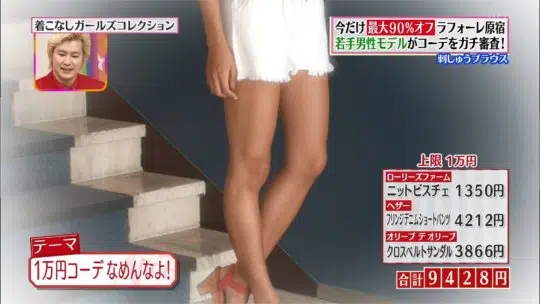 着こなしガールズコレクション
今だけ最大90%オフ ラフォーレ原宿
若手男性モデルがコーデをガチ審査!
刺しゅうブラウス
上限 1万円
ローリーズファーム
ニットビスチェ 1350円
ヘザー
フリンジデニムショートパンツ 4212円
オリーブ デ オリーブ
クロスベルトサンダル 3866円
合計 9428円
テーマ
1万円コーデなめんなよ!